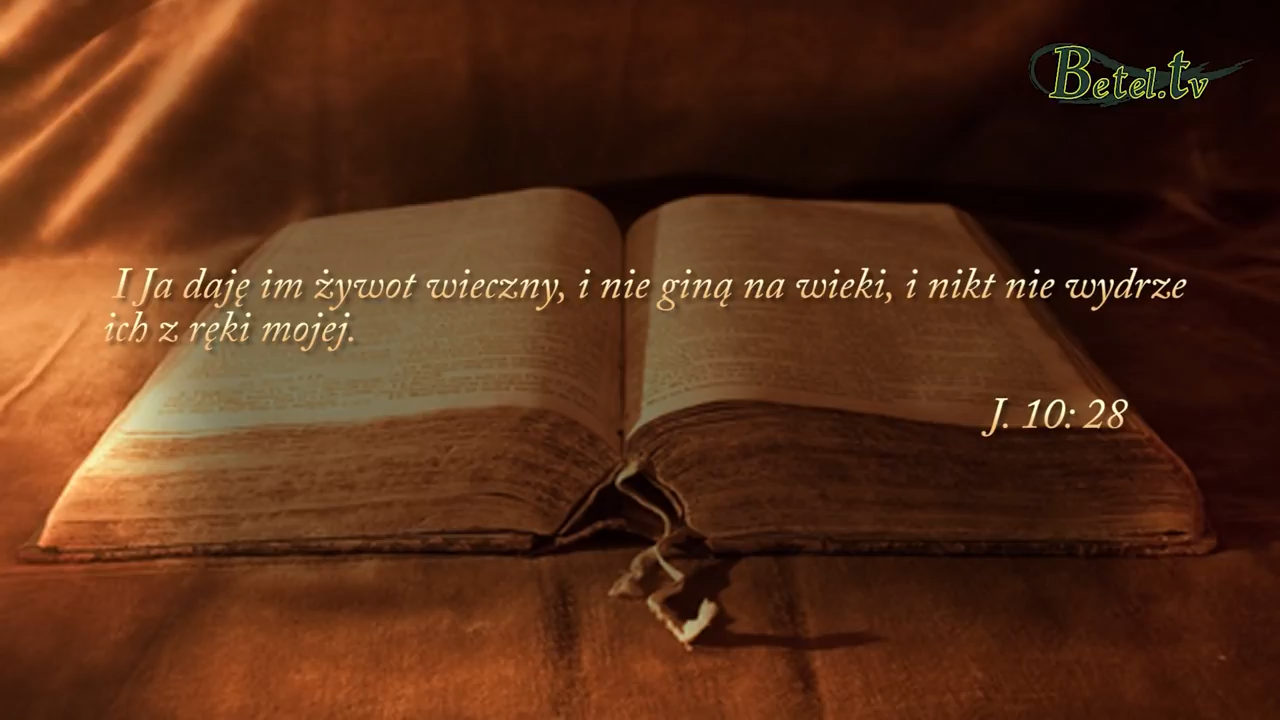 Betel.tv
I Ja daję im żywot wieczny, i nie giną na wieki, i nikt nie wydrze
ich z ręki mojej.
J. 10: 28